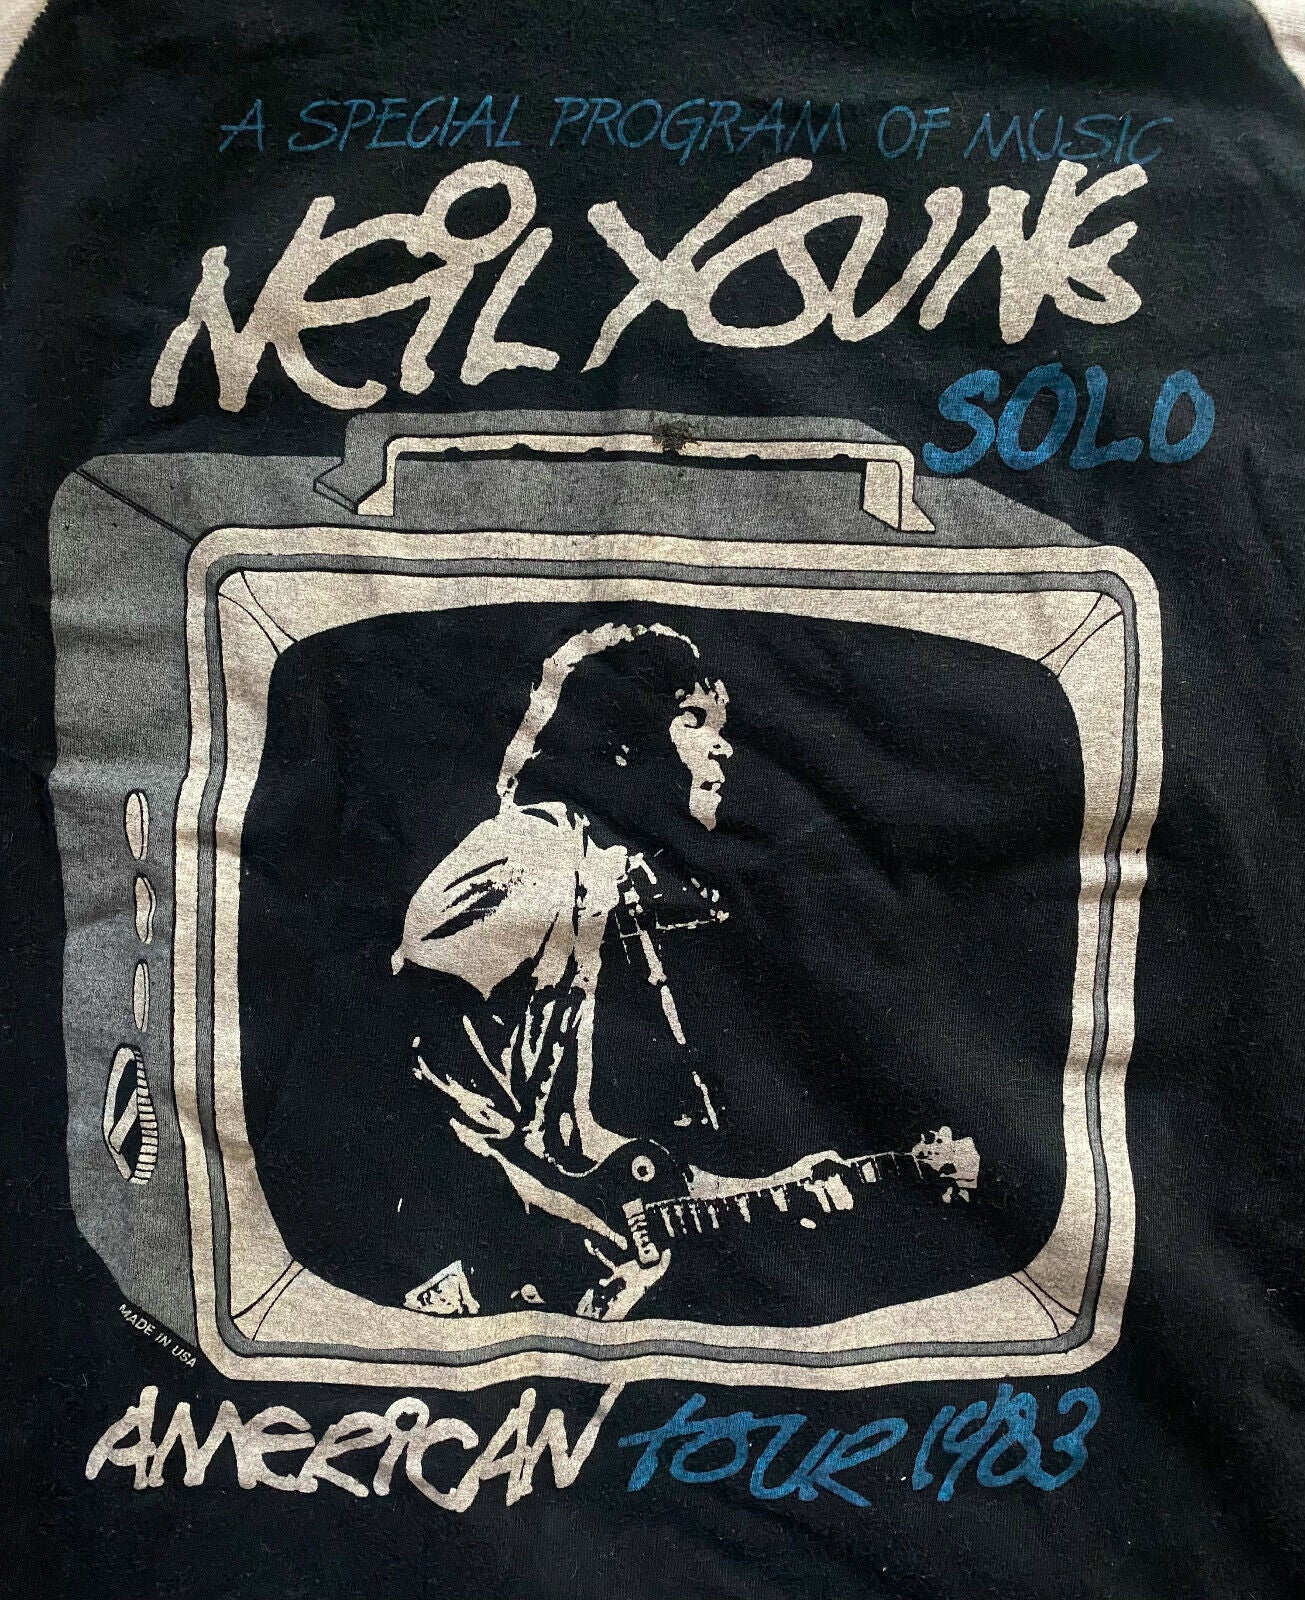 A SPECIAL PROGRAM OF MUSIC
NEIL YOUNG
SOLO
MADE IN USA
AMERICAN TOUR 1983